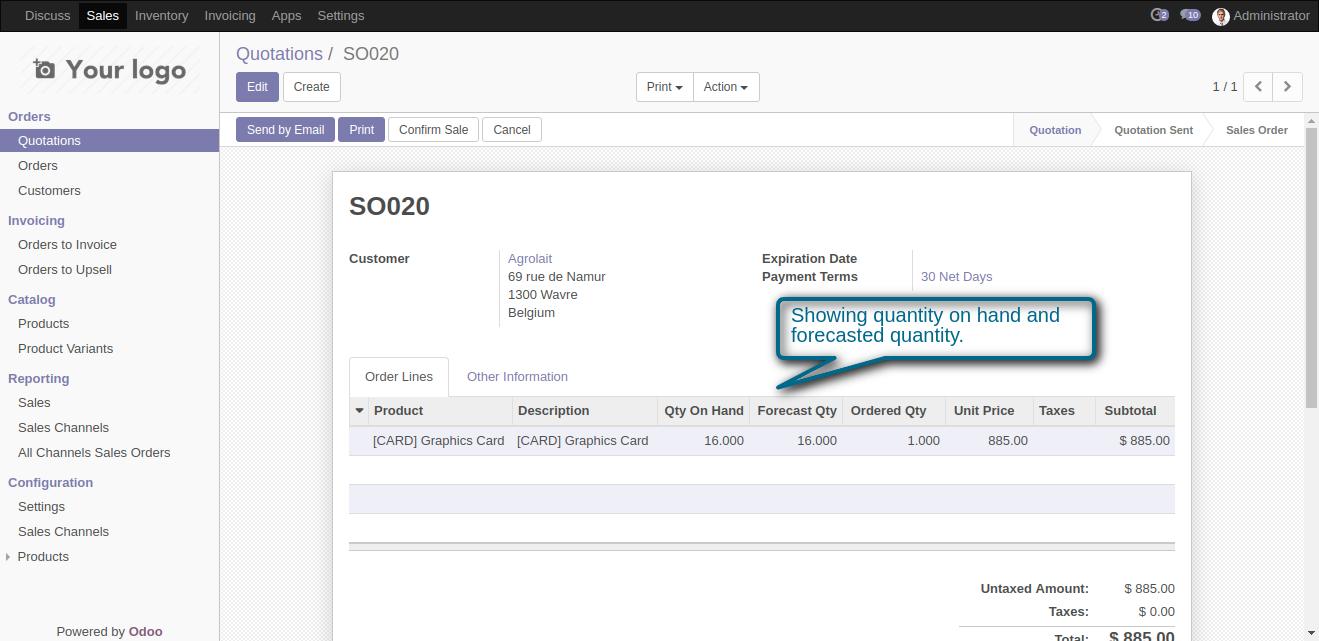 Discuss Sales Inventory Invoicing Apps Settings 2 10 Administrator
Your logo
Quotations / SO020
Edit Create Print Action 1 / 1
Orders
Quotations
Orders
Customers
Invoicing
Orders to Invoice
Orders to Upsell
Catalog
Products
Product Variants
Reporting
Sales
Sales Channels
All Channels Sales Orders
Configuration
Settings
Sales Channels
Products
Powered by Odoo
Send by Email Print Confirm Sale Cancel Quotation Quotation Sent Sales Order
SO020
Customer Agrolait
69 rue de Namur
1300 Wavre
Belgium
Expiration Date
Payment Terms 30 Net Days
Showing quantity on hand and
forecasted quantity.
Order Lines Other Information
Product Description Qty On Hand Forecast Qty Ordered Qty Unit Price Taxes Subtotal
[CARD] Graphics Card [CARD] Graphics Card 16.000 16.000 1.000 885.00 $ 885.00
Untaxed Amount: $ 885.00
Taxes: $ 0.00
Total: $ 885.00